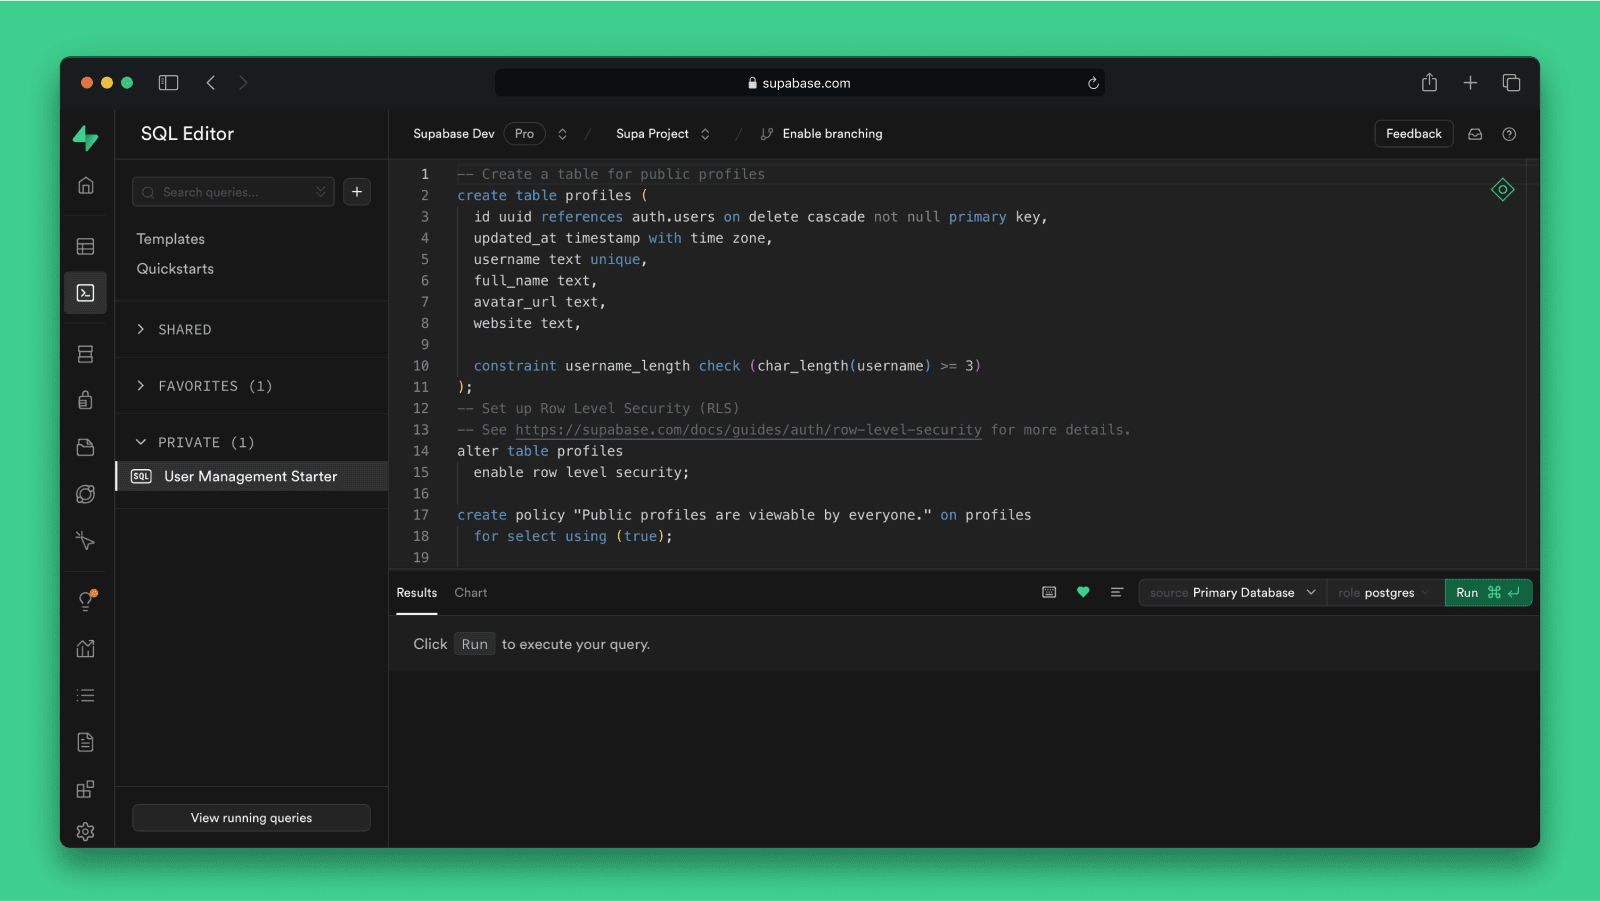 supabase.com
SQL Editor
Supabase Dev Pro / Supa Project / Enable branching
Feedback
Search queries...
Templates
Quickstarts
SHARED
FAVORITES (1)
PRIVATE (1)
SQL User Management Starter
View running queries
1 -- Create a table for public profiles
2 create table profiles (
3 id uuid references auth.users on delete cascade not null primary key,
4 updated_at timestamp with time zone,
5 username text unique,
6 full_name text,
7 avatar_url text,
8 website text,
9
10 constraint username_length check (char_length(username) >= 3)
11 );
12 -- Set up Row Level Security (RLS)
13 -- See https://supabase.com/docs/guides/auth/row-level-security for more details.
14 alter table profiles
15 enable row level security;
16
17 create policy "Public profiles are viewable by everyone." on profiles
18 for select using (true);
19
Results Chart
source Primary Database role postgres Run ⌘ ↵
Click Run to execute your query.